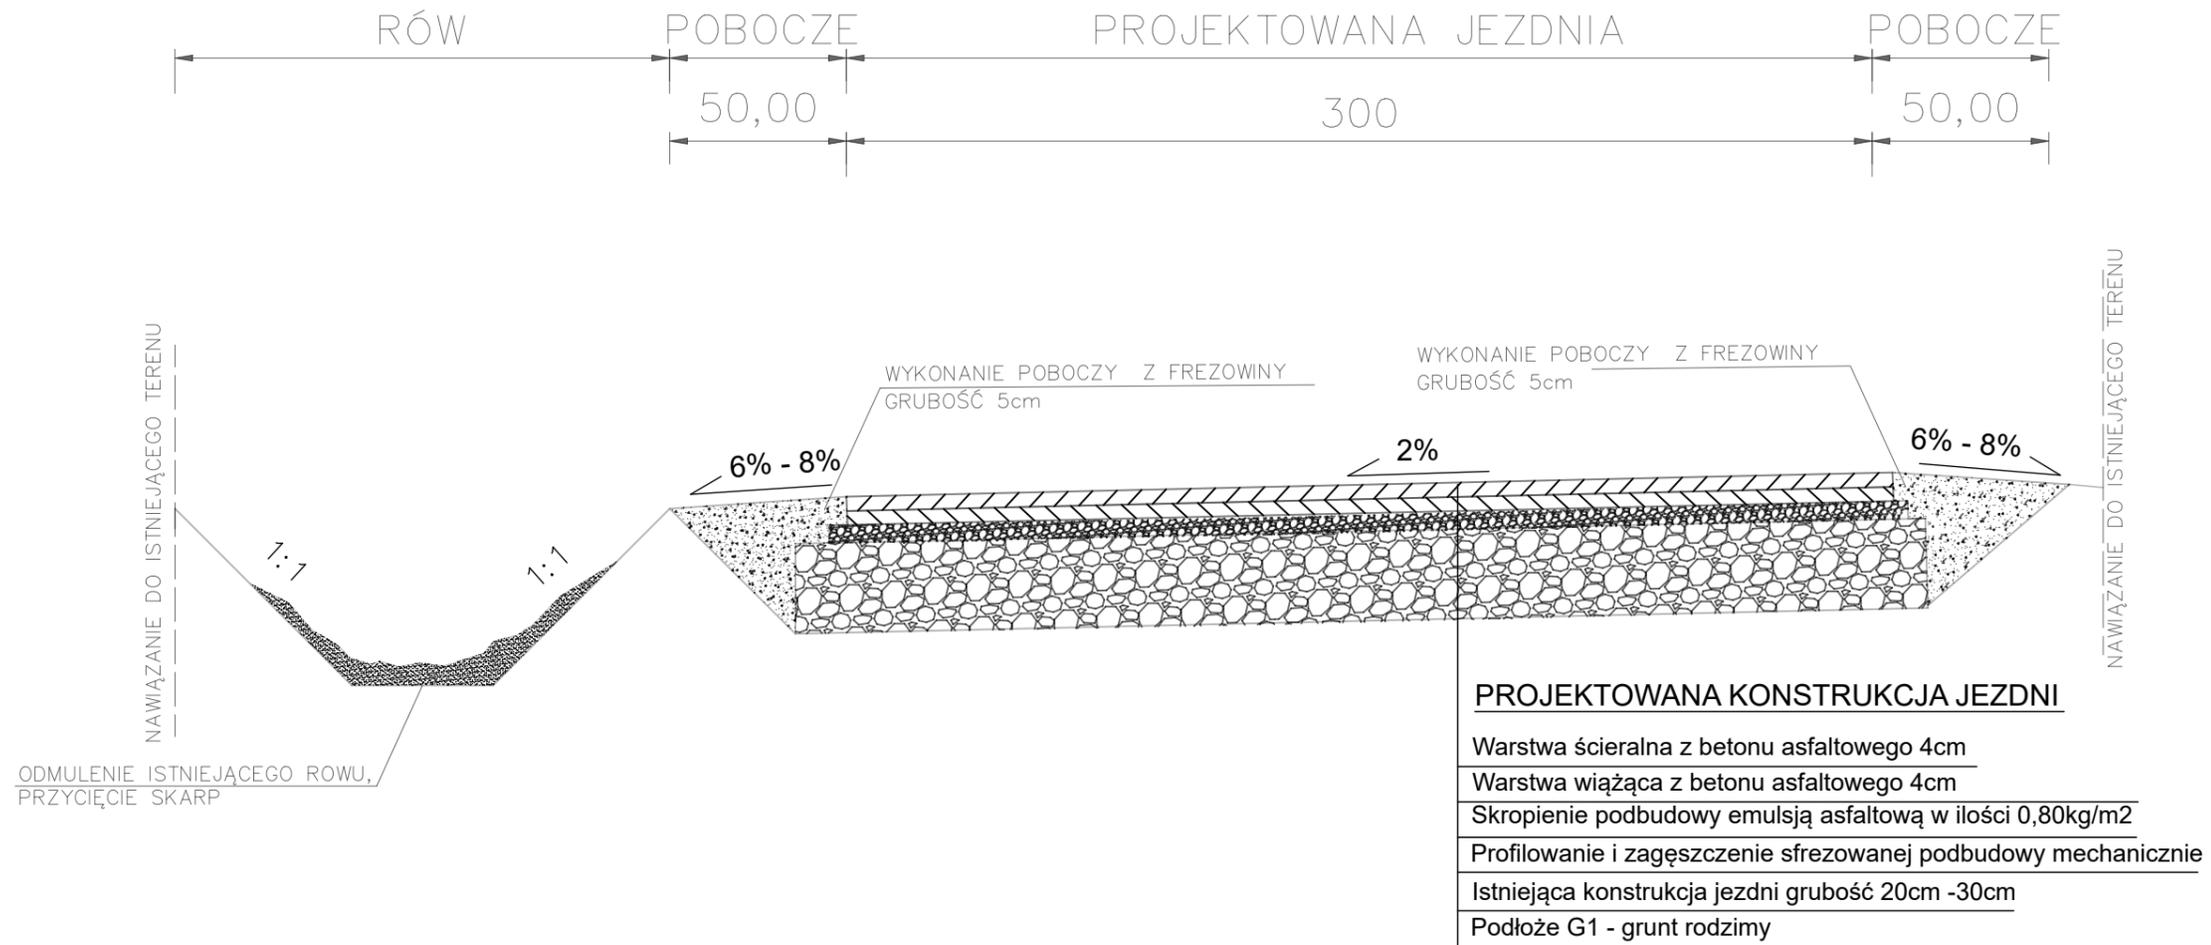 RÓW
POBOCZE
PROJEKTOWANA JEZDNIA
POBOCZE
50,00
300
50,00
NAWIĄZANIE DO ISTNIEJĄCEGO TERENU
NAWIĄZANIE DO ISTNIEJĄCEGO TERENU
WYKONANIE POBOCZY Z FREZOWINY
GRUBOŚĆ 5cm
WYKONANIE POBOCZY Z FREZOWINY
GRUBOŚĆ 5cm
6% - 8%
2%
6% - 8%
1:1
1:1
ODMULENIE ISTNIEJĄCEGO ROWU,
PRZYCIĘCIE SKARP
PROJEKTOWANA KONSTRUKCJA JEZDNI
Warstwa ścieralna z betonu asfaltowego 4cm
Warstwa wiążąca z betonu asfaltowego 4cm
Skropienie podbudowy emulsją asfaltową w ilości 0,80kg/m2
Profilowanie i zagęszczenie sfrezowanej podbudowy mechanicznie
Istniejąca konstrukcja jezdni grubość 20cm -30cm
Podłoże G1 - grunt rodzimy